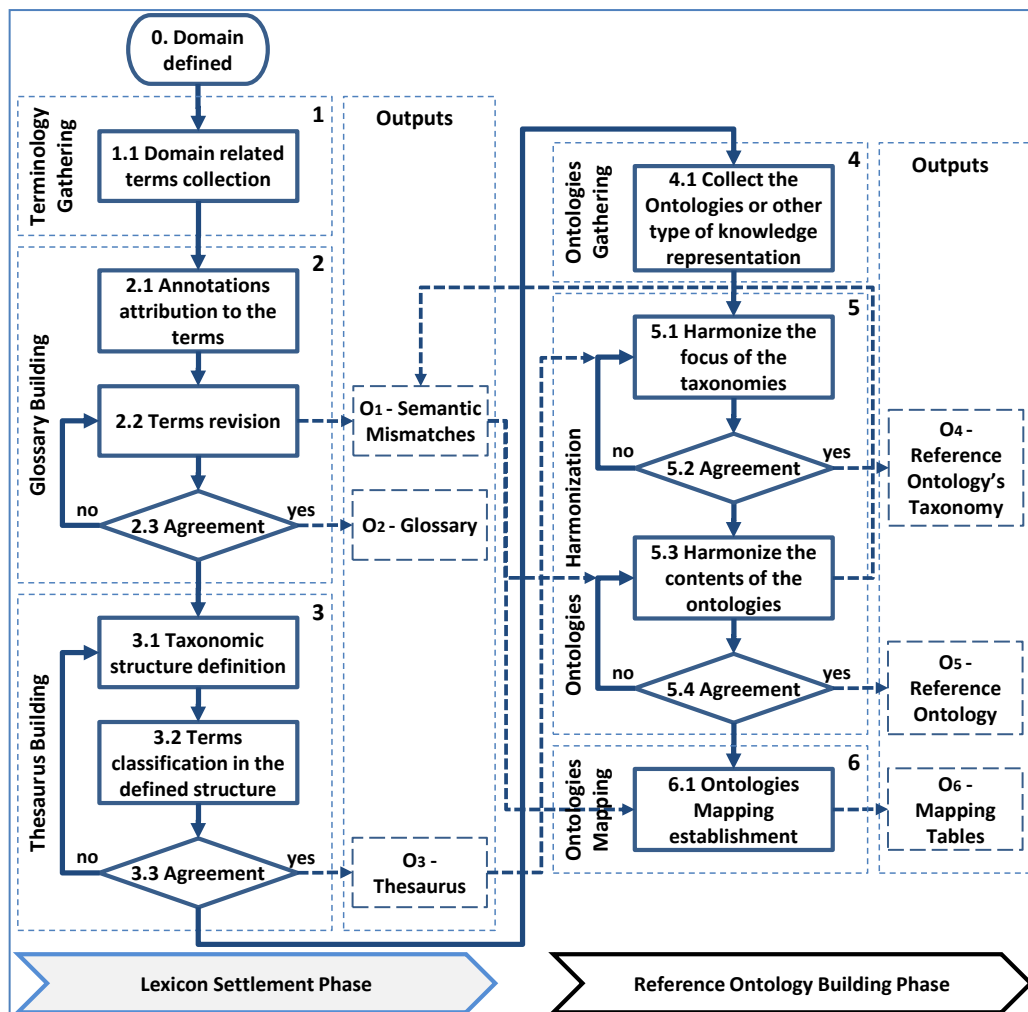 0. Domain
defined
Terminology
Gathering
1
1.1 Domain related
terms collection
Glossary Building
2
2.1 Annotations
attribution to the
terms
2.2 Terms revision
no
2.3 Agreement
yes
Thesaurus Building
3
3.1 Taxonomic
structure definition
3.2 Terms
classification in the
defined structure
no
3.3 Agreement
yes
Outputs
O1 - Semantic
Mismatches
O2 - Glossary
O3 -
Thesaurus
Ontologies
Gathering
4
4.1 Collect the
Ontologies or other
type of knowledge
representation
Ontologies Harmonization
5
5.1 Harmonize the
focus of the
taxonomies
no
5.2 Agreement
yes
5.3 Harmonize the
contents of the
ontologies
no
5.4 Agreement
yes
Ontologies
Mapping
6
6.1 Ontologies
Mapping
establishment
Outputs
O4 -
Reference
Ontology's
Taxonomy
O5 -
Reference
Ontology
O6 -
Mapping
Tables
Lexicon Settlement Phase
Reference Ontology Building Phase